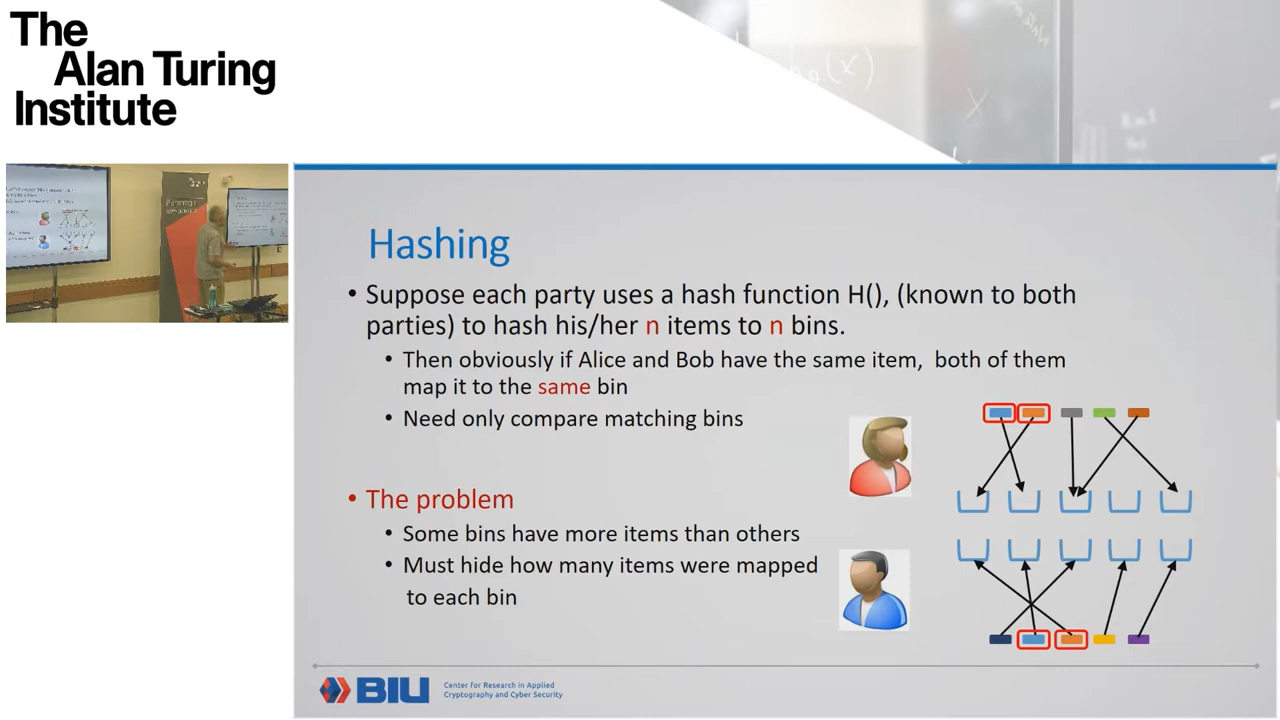 The
Alan Turing
Institute
Hashing
• Suppose each party uses a hash function H(), (known to both
parties) to hash his/her n items to n bins.
• Then obviously if Alice and Bob have the same item, both of them
map it to the same bin
• Need only compare matching bins
• The problem
• Some bins have more items than others
• Must hide how many items were mapped
to each bin
BIU
Center for Research in Applied
Cryptography and Cyber Security